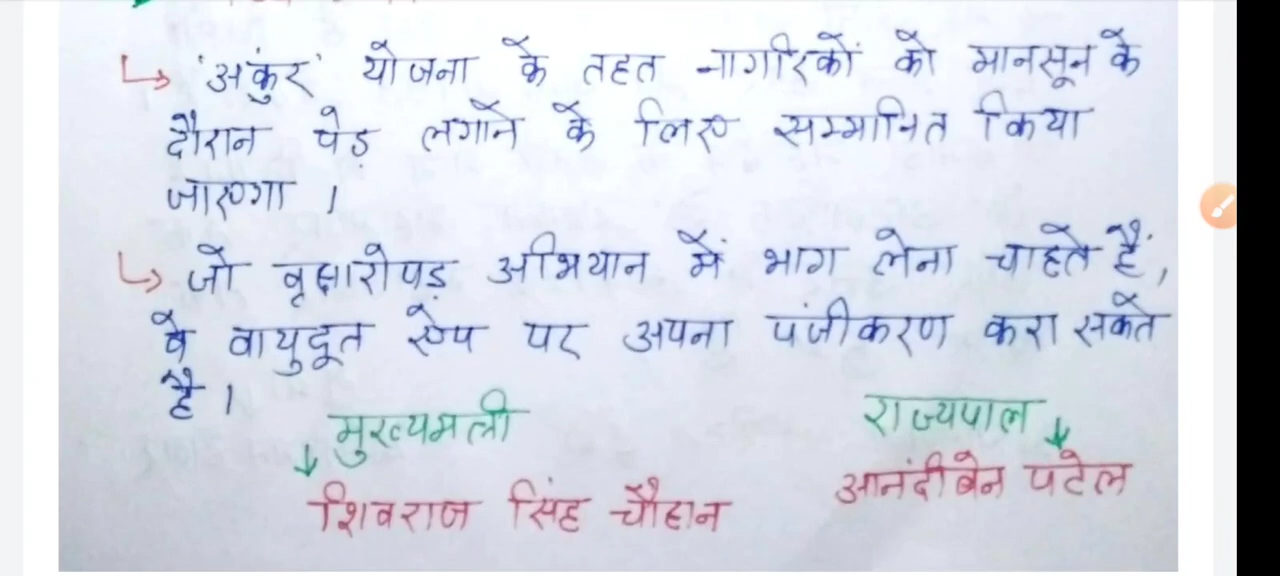 ↳ 'अंकुर' योजना के तहत नागरिकों को मानसून के
दौरान पेड़ लगाने के लिए सम्मानित किया
जाएगा ।
↳ जो वृक्षारोपड़ अभियान में भाग लेना चाहते हैं,
वे वायुदूत ऐप पर अपना पंजीकरण करा सकते
है ।
मुख्यमंत्री
↓ शिवराज सिंह चौहान
राज्यपाल ↓
आनंदीबेन पटेल